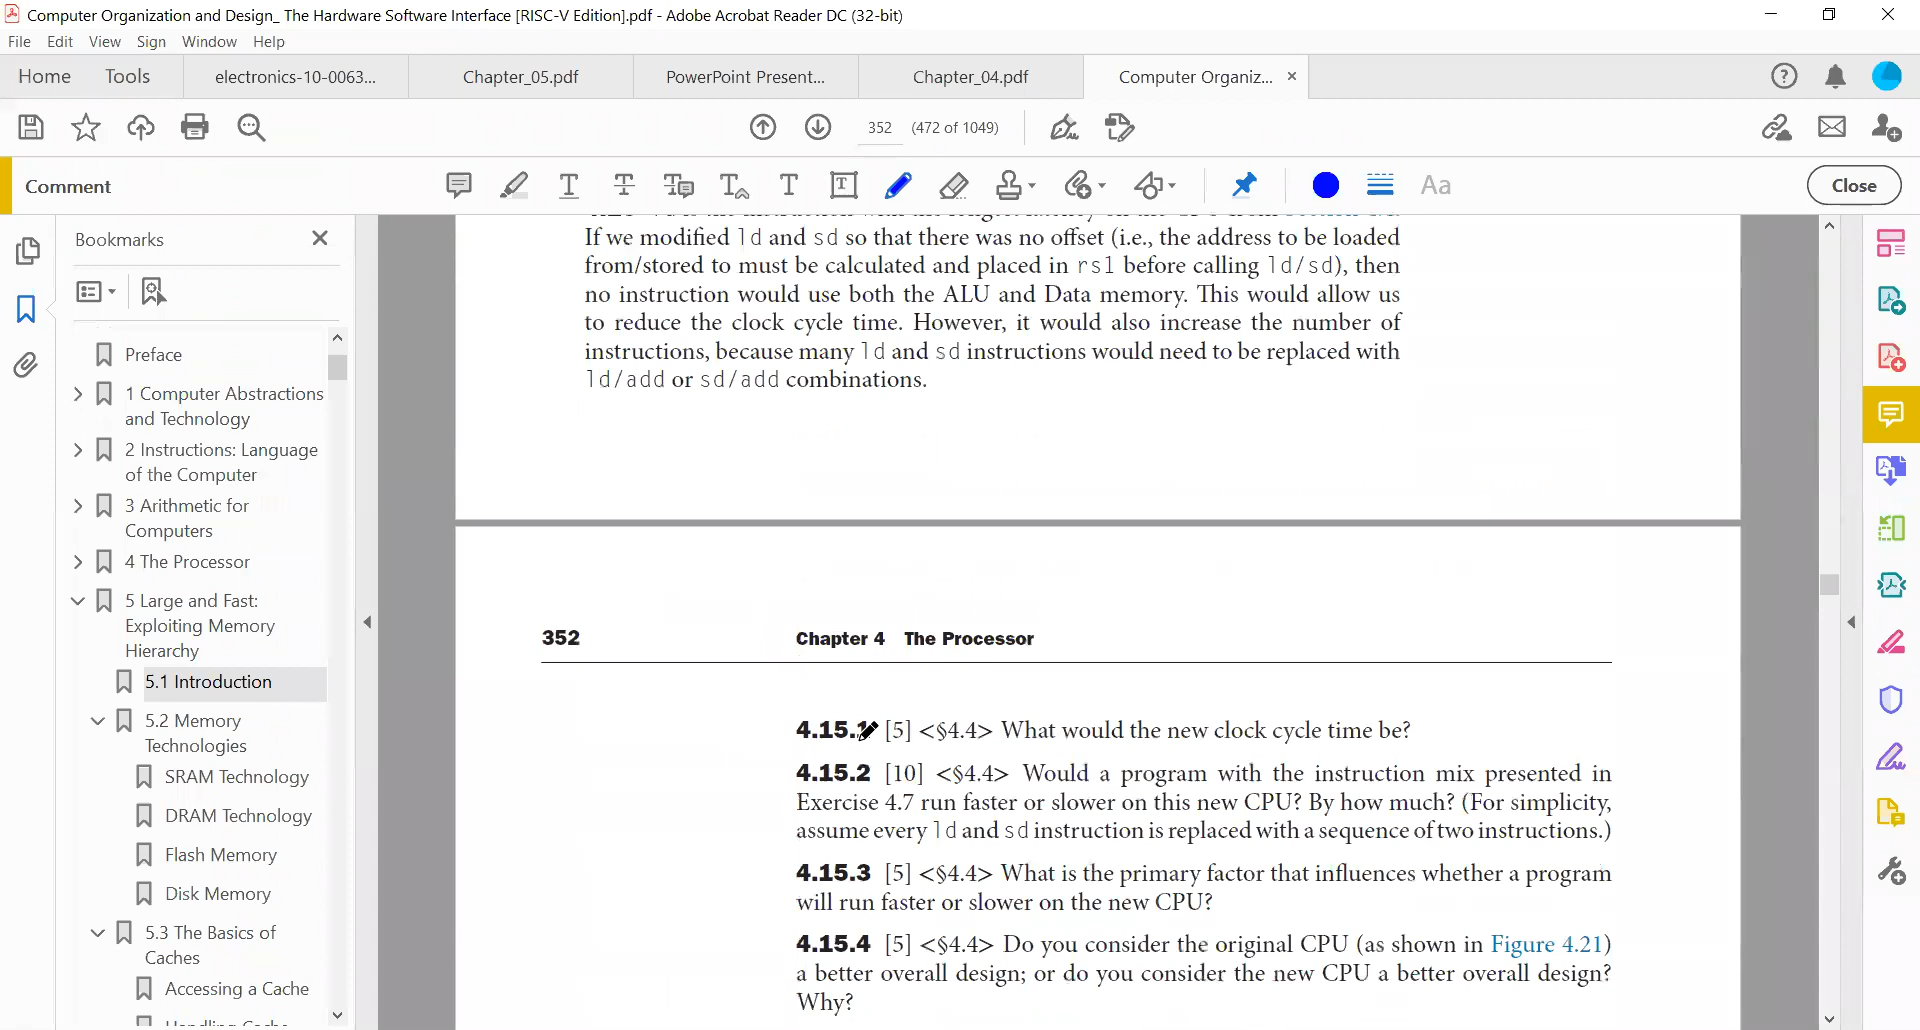 Computer Organization and Design_ The Hardware Software Interface [RISC-V Edition].pdf - Adobe Acrobat Reader DC (32-bit)
File Edit View Sign Window Help
Home Tools electronics-10-0063... Chapter_05.pdf PowerPoint Present... Chapter_04.pdf Computer Organiz...
352 (472 of 1049)
Comment
Aa
Close
Bookmarks
Preface
1 Computer Abstractions
and Technology
2 Instructions: Language
of the Computer
3 Arithmetic for
Computers
4 The Processor
5 Large and Fast:
Exploiting Memory
Hierarchy
5.1 Introduction
5.2 Memory
Technologies
SRAM Technology
DRAM Technology
Flash Memory
Disk Memory
5.3 The Basics of
Caches
Accessing a Cache
If we modified ld and sd so that there was no offset (i.e., the address to be loaded
from/stored to must be calculated and placed in rs1 before calling ld/sd), then
no instruction would use both the ALU and Data memory. This would allow us
to reduce the clock cycle time. However, it would also increase the number of
instructions, because many ld and sd instructions would need to be replaced with
ld/add or sd/add combinations.
352 Chapter 4 The Processor
4.15.1 [5] <§4.4> What would the new clock cycle time be?
4.15.2 [10] <§4.4> Would a program with the instruction mix presented in
Exercise 4.7 run faster or slower on this new CPU? By how much? (For simplicity,
assume every ld and sd instruction is replaced with a sequence of two instructions.)
4.15.3 [5] <§4.4> What is the primary factor that influences whether a program
will run faster or slower on the new CPU?
4.15.4 [5] <§4.4> Do you consider the original CPU (as shown in Figure 4.21)
a better overall design; or do you consider the new CPU a better overall design?
Why?